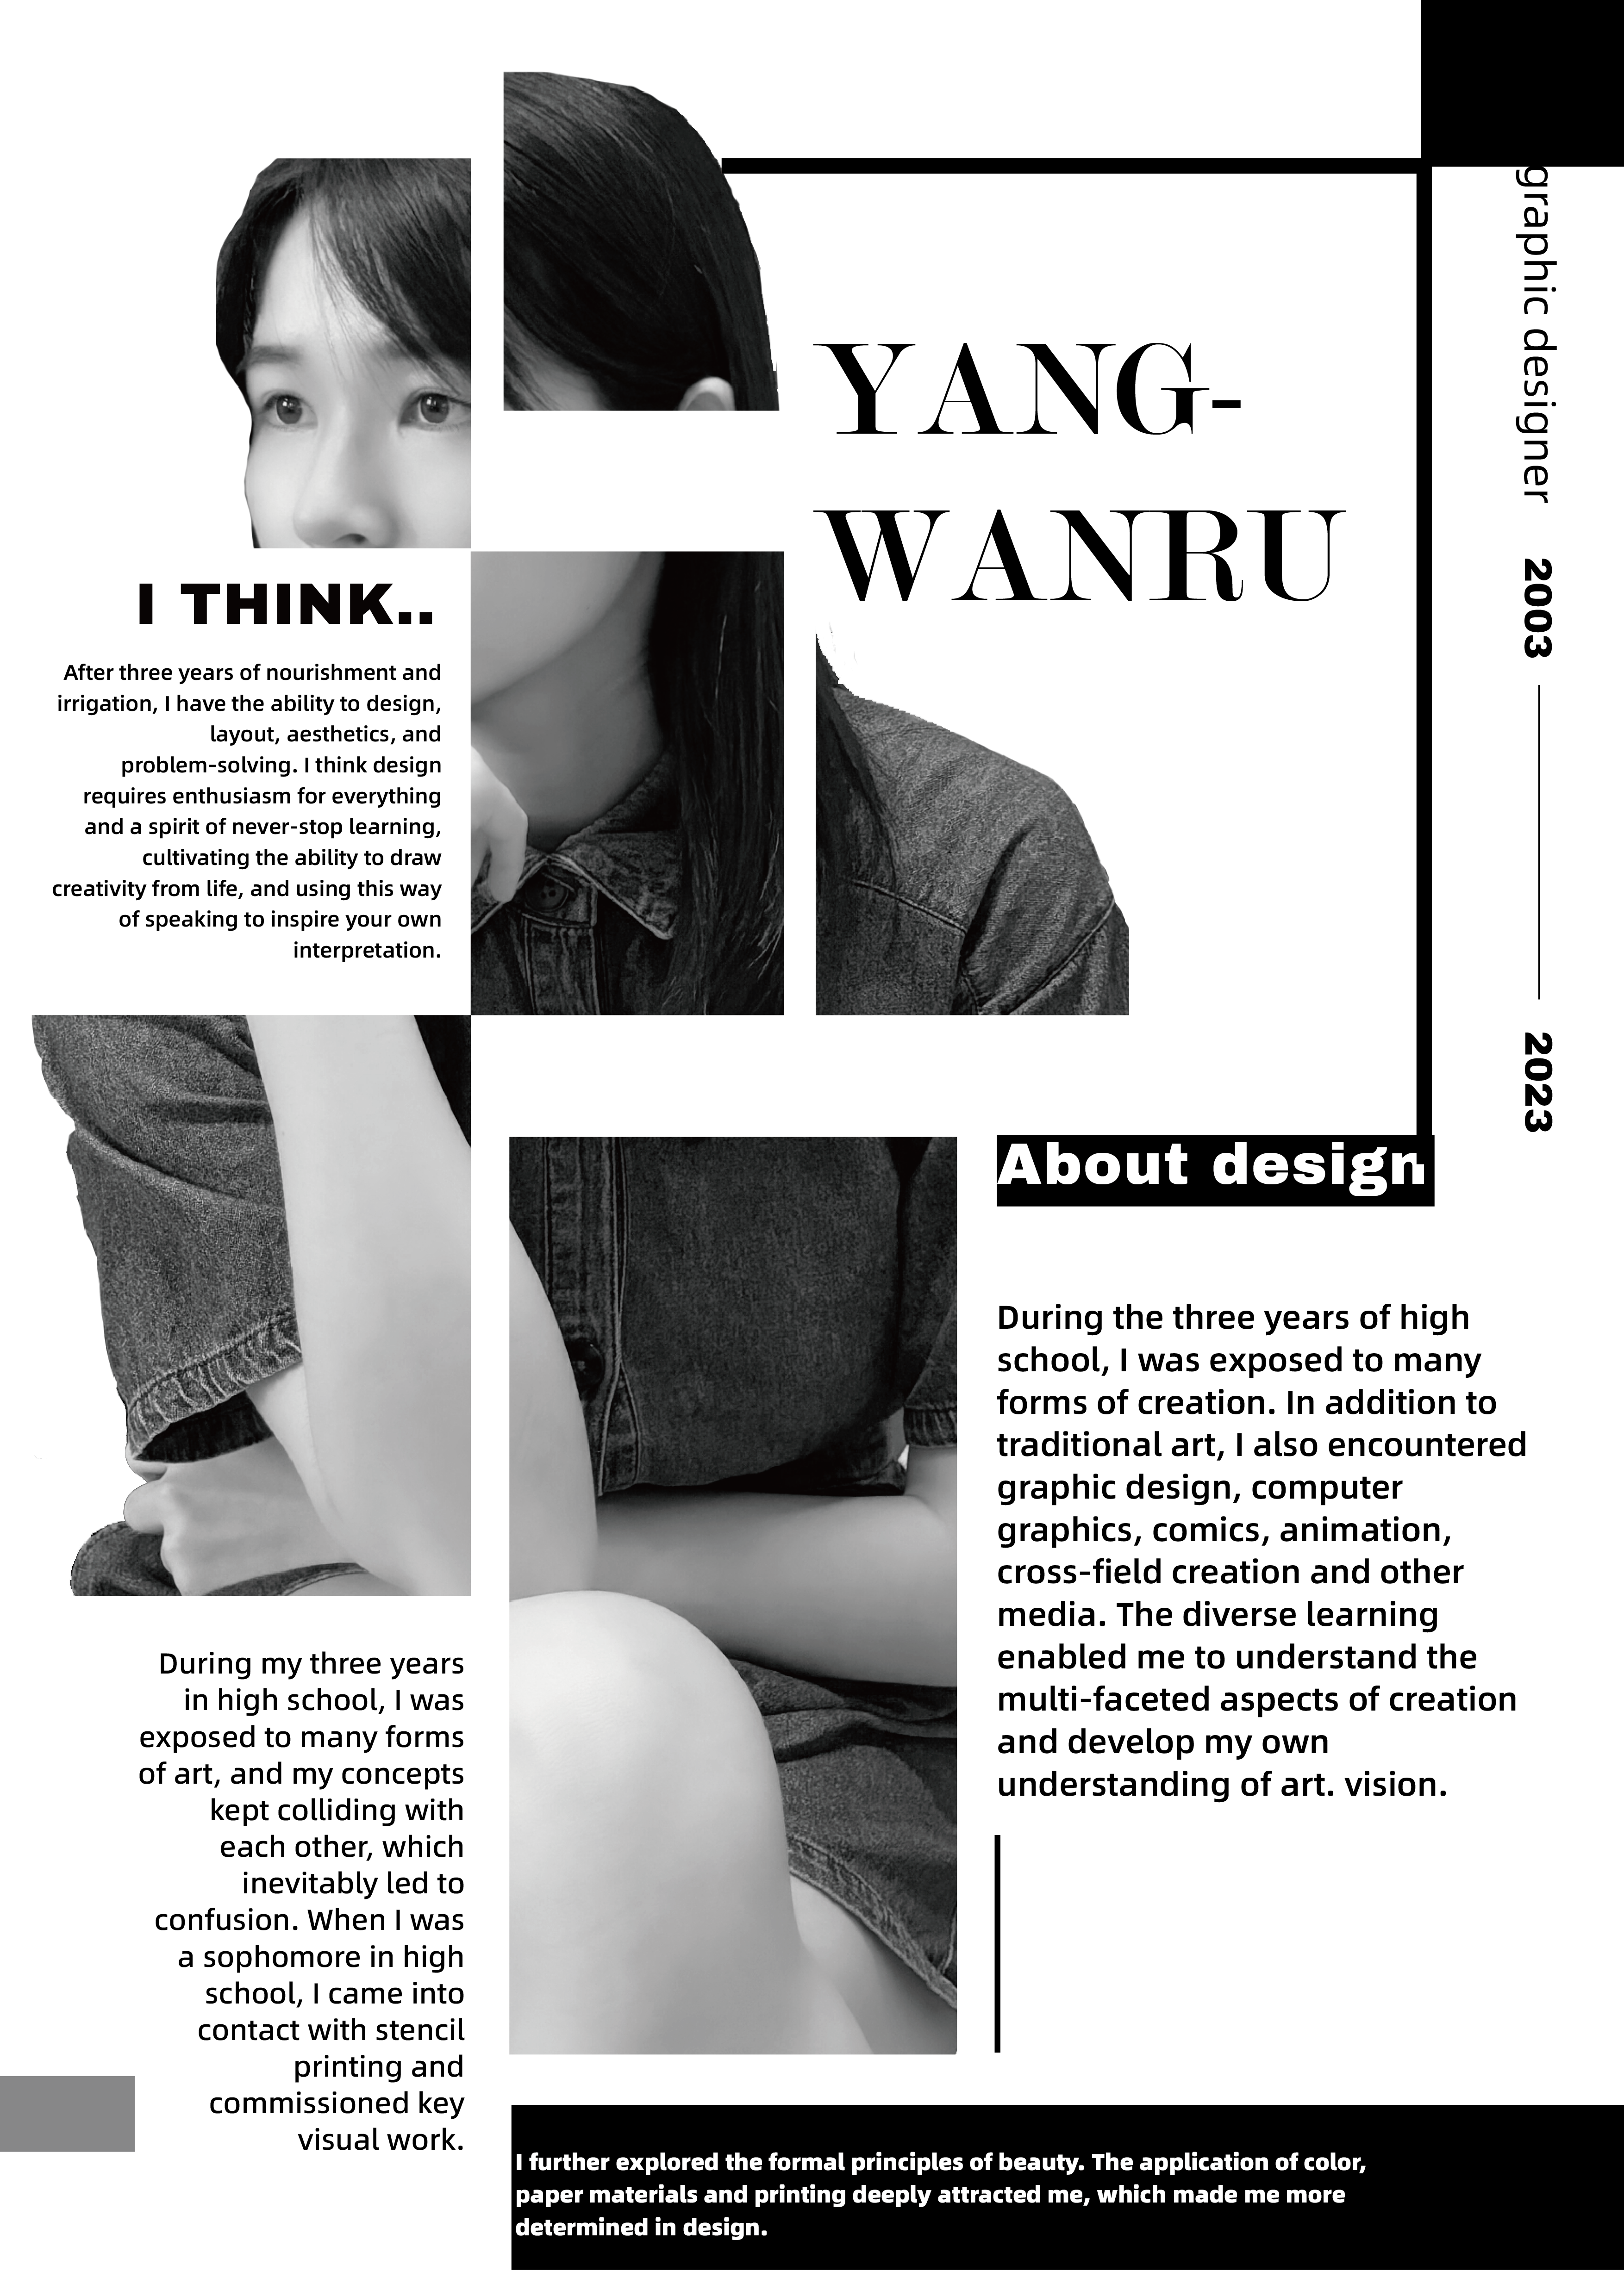 graphic designer
2003
2023
YANG-
WANRU
I THINK..
After three years of nourishment and
irrigation, I have the ability to design,
layout, aesthetics, and
problem-solving. I think design
requires enthusiasm for everything
and a spirit of never-stop learning,
cultivating the ability to draw
creativity from life, and using this way
of speaking to inspire your own
interpretation.
About design
During the three years of high
school, I was exposed to many
forms of creation. In addition to
traditional art, I also encountered
graphic design, computer
graphics, comics, animation,
cross-field creation and other
media. The diverse learning
enabled me to understand the
multi-faceted aspects of creation
and develop my own
understanding of art. vision.
During my three years
in high school, I was
exposed to many forms
of art, and my concepts
kept colliding with
each other, which
inevitably led to
confusion. When I was
a sophomore in high
school, I came into
contact with stencil
printing and
commissioned key
visual work.
I further explored the formal principles of beauty. The application of color,
paper materials and printing deeply attracted me, which made me more
determined in design.